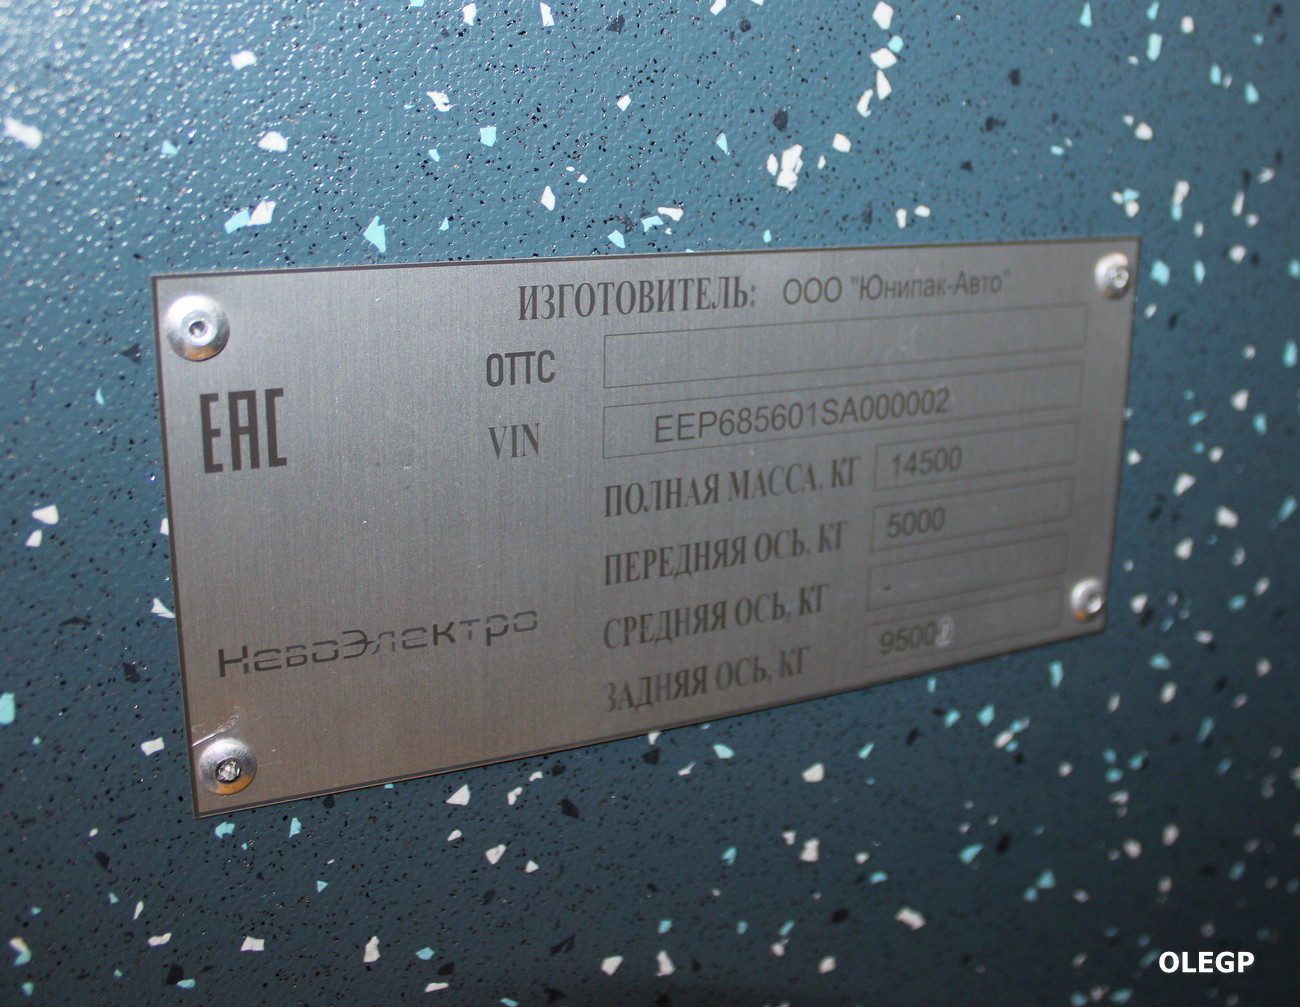 ИЗГОТОВИТЕЛЬ: ООО "Юнипак-Авто"
ОТТС
EAC
VIN EEP685601SA000002
ПОЛНАЯ МАССА, КГ 14500
ПЕРЕДНЯЯ ОСЬ, КГ 5000
СРЕДНЯЯ ОСЬ, КГ -
НевоЭлектро
ЗАДНЯЯ ОСЬ, КГ 9500
OLEGP